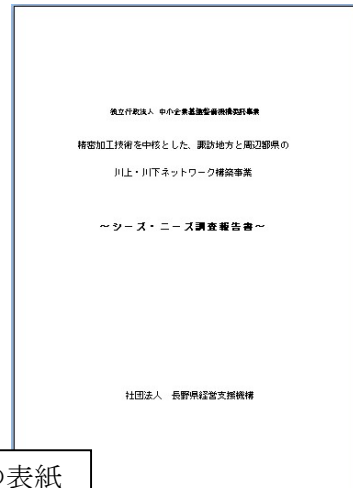 独立行政法人 中小企業基盤整備機構委託事業
精密加工技術を中核とした、諏訪地方と周辺都県の
川上・川下ネットワーク構築事業
~シーズ・ニーズ調査報告書~
社団法人 長野県経営支援機構
の表紙